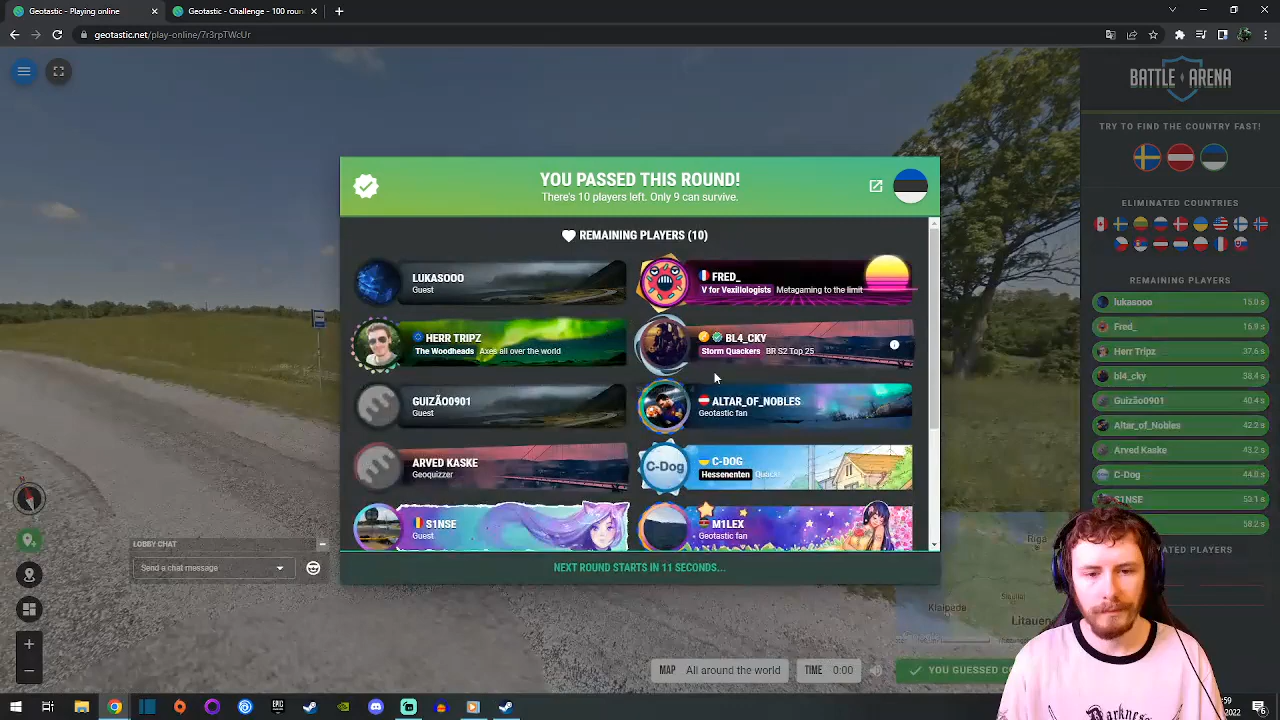 Geotastic - Playing online
Geotastic - Challenge - 100 roun
geotastic.net/play-online/7r3rpTWcUr
BATTLE ARENA
TRY TO FIND THE COUNTRY FAST!
ELIMINATED COUNTRIES
REMAINING PLAYERS
lukasooo 15.0 s
Fred_ 16.9 s
Herr Tripz 37.6 s
bl4_cky 38.4 s
Guizão0901 40.4 s
Altar_of_Nobles 42.2 s
Arved Kaske 43.2 s
C-Dog 44.8 s
S1NSE 53.1 s
58.2 s
ATED PLAYERS
YOU PASSED THIS ROUND!
There's 10 players left. Only 9 can survive.
REMAINING PLAYERS (10)
LUKASOOO
Guest
FRED_
V for Vexillologists Metagaming to the limit
HERR TRIPZ
The Woodheads Axes all over the world
BL4_CKY
Storm Quackers BR S2 Top 25
GUIZÃO0901
Guest
ALTAR_OF_NOBLES
Geotastic fan
ARVED KASKE
Geoquizzer
C-Dog
C-DOG
Hessenenten Quack!
S1NSE
Guest
M1LEX
Geotastic fan
NEXT ROUND STARTS IN 11 SECONDS...
LOBBY CHAT
Send a chat message
Riga
Klaipeda
Litauen
MAP All around the world
TIME 0:00
YOU GUESSED CO
:59
2022